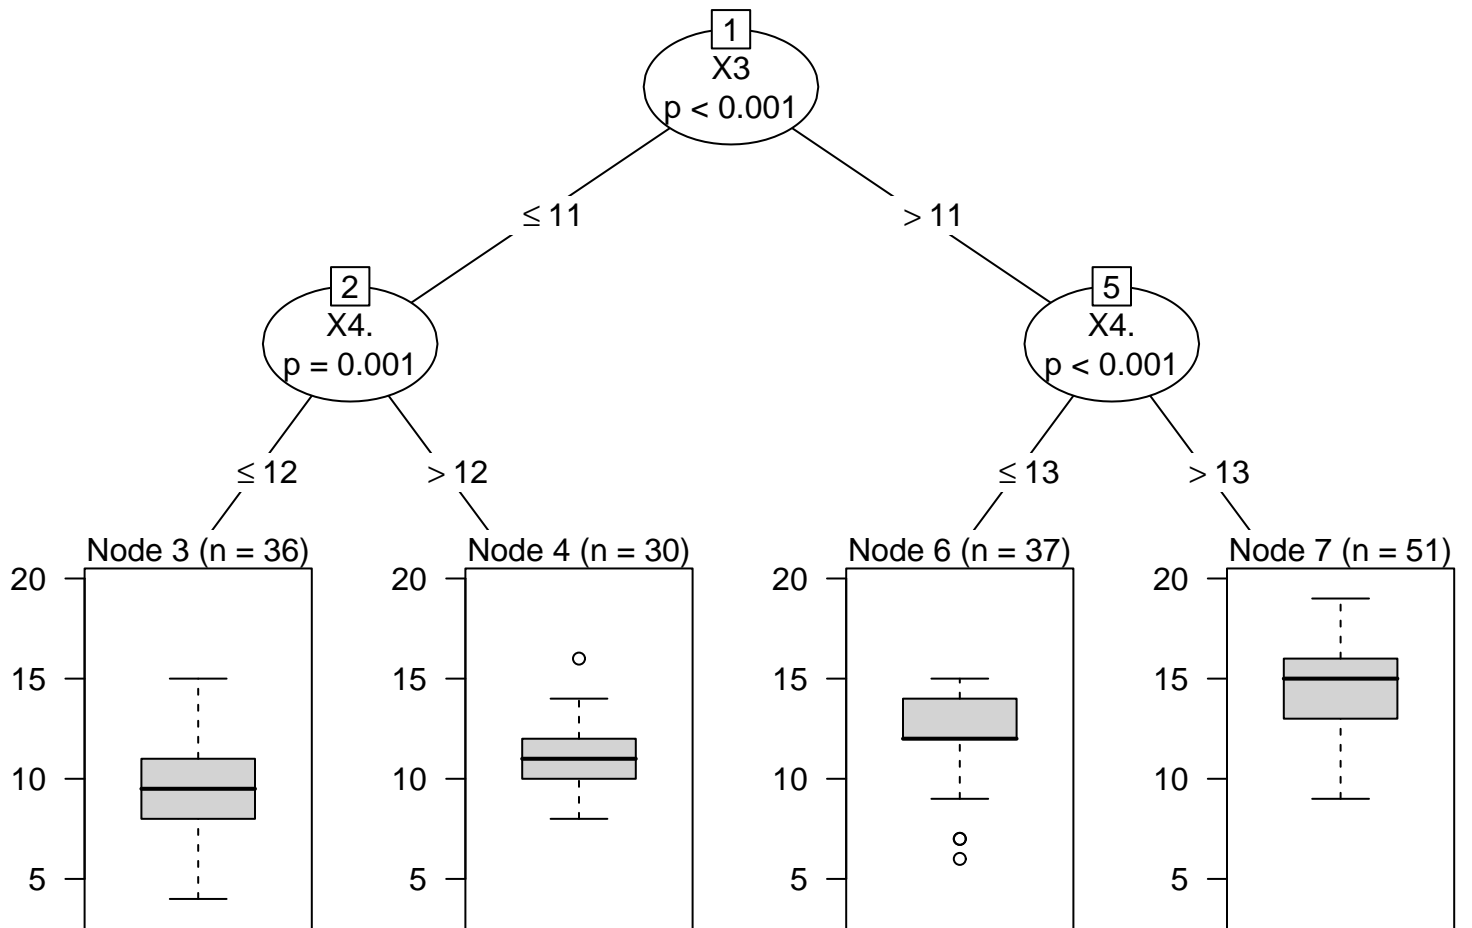 1
X3
p < 0.001
≤ 11
> 11
2
X4.
p = 0.001
5
X4.
p < 0.001
≤ 12
> 12
≤ 13
> 13
Node 3 (n = 36)
20
15
10
5
Node 4 (n = 30)
20
15
10
5
Node 6 (n = 37)
20
15
10
5
Node 7 (n = 51)
20
15
10
5